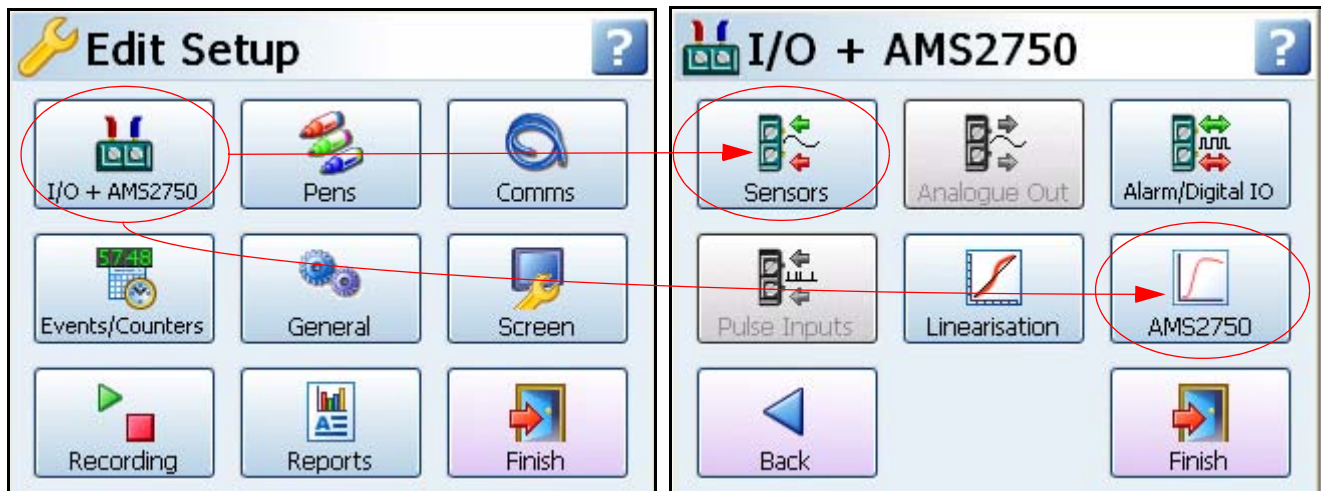 Edit Setup
?
I/O + AMS2750
Pens
Comms
57:48
Events/Counters
General
Screen
Recording
A
Reports
Finish
I/O + AMS2750
?
Sensors
Analogue Out
Alarm/Digital IO
Pulse Inputs
Linearisation
AMS2750
Back
Finish